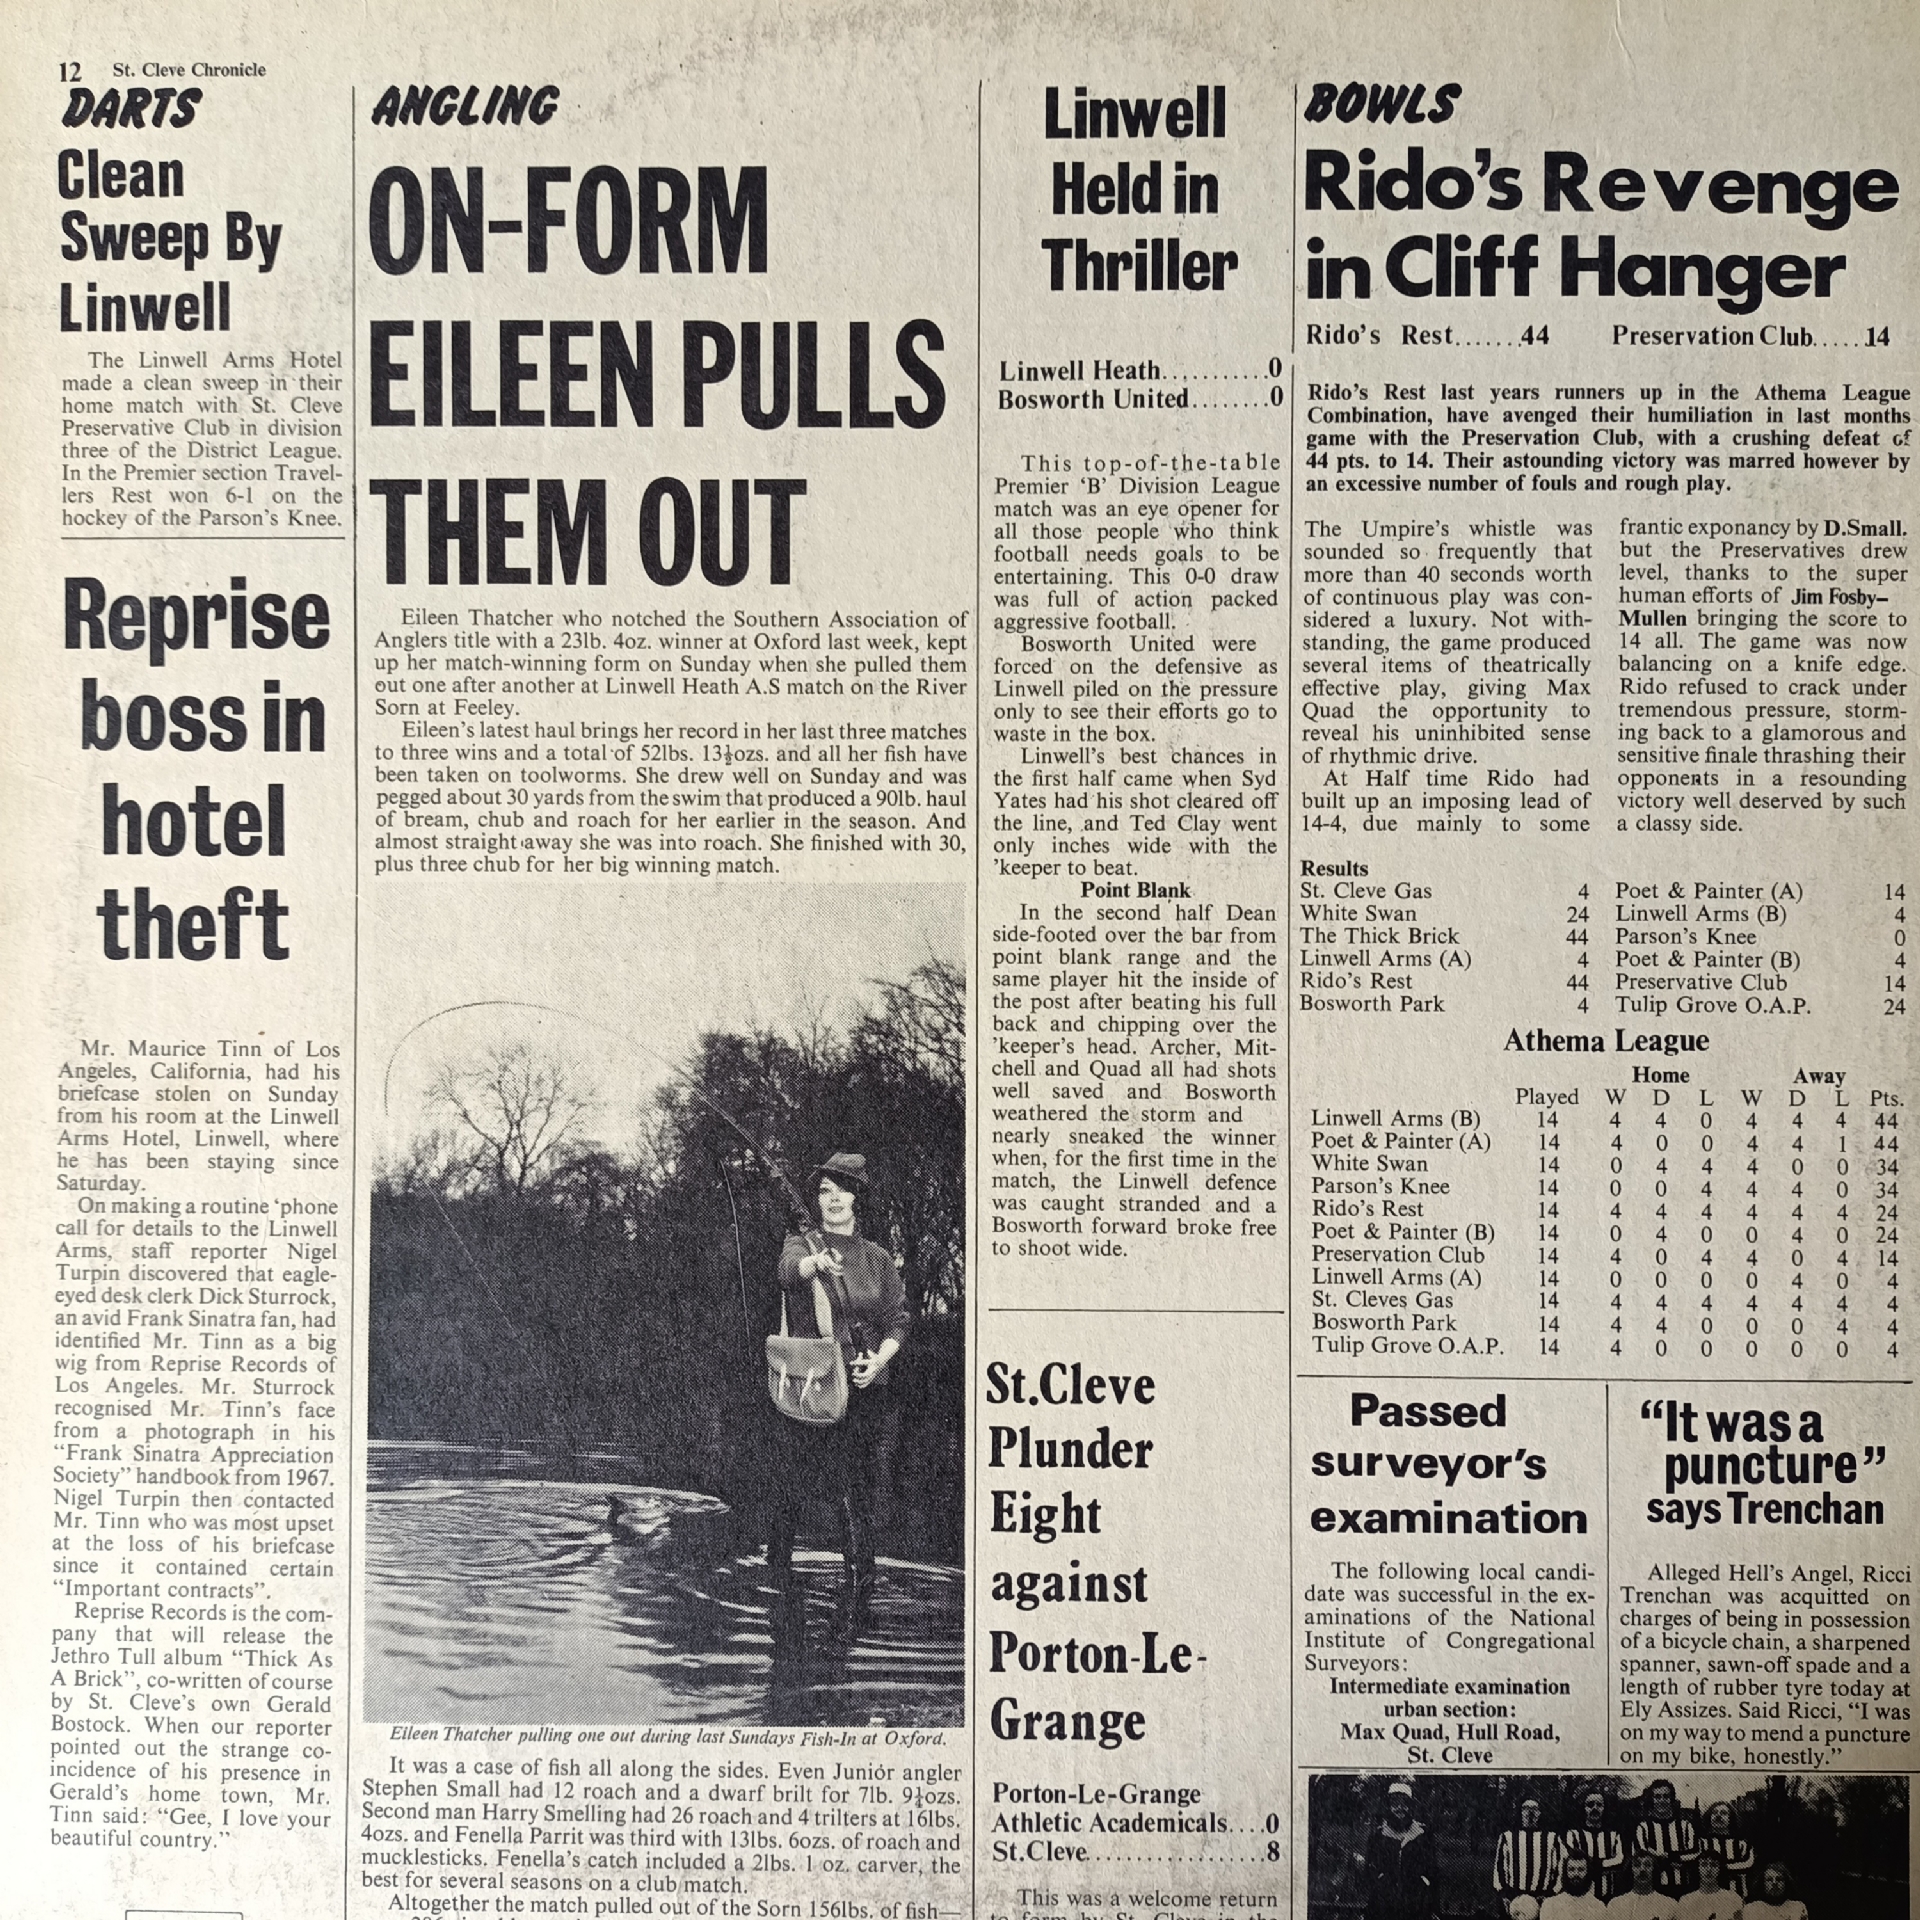 12 St. Cleve Chronicle
DARTS
Clean
Sweep By
Linwell
The Linwell Arms Hotel
made a clean sweep in their
home match with St. Cleve
Preservative Club in division
three of the District League.
In the Premier section Travel-
lers Rest won 6-1 on the
hockey of the Parson's Knee.
Reprise
boss in
hotel
theft
Mr. Maurice Tinn of Los
Angeles, California, had his
briefcase stolen on Sunday
from his room at the Linwell
Arms Hotel, Linwell, where
he has been staying since
Saturday.
On making a routine 'phone
call for details to the Linwell
Arms, staff reporter Nigel
Turpin discovered that eagle-
eyed desk clerk Dick Sturrock,
an avid Frank Sinatra fan, had
identified Mr. Tinn as a big
wig from Reprise Records of
Los Angeles. Mr. Sturrock
recognised Mr. Tinn's face
from a photograph in his
"Frank Sinatra Appreciation
Society" handbook from 1967.
Nigel Turpin then contacted
Mr. Tinn who was most upset
at the loss of his briefcase
since it contained certain
"Important contracts".
Reprise Records is the com-
pany that will release the
Jethro Tull album "Thick As
A Brick", co-written of course
by St. Cleve's own Gerald
Bostock. When our reporter
pointed out the strange co-
incidence of his presence in
Gerald's home town, Mr.
Tinn said: "Gee, I love your
beautiful country."
ANGLING
ON-FORM
EILEEN PULLS
THEM OUT
Eileen Thatcher who notched the Southern Association of
Anglers title with a 23lb. 4oz. winner at Oxford last week, kept
up her match-winning form on Sunday when she pulled them
out one after another at Linwell Heath A.S match on the River
Sorn at Feeley.
Eileen's latest haul brings her record in her last three matches
to three wins and a total of 52lbs. 13½ozs. and all her fish have
been taken on toolworms. She drew well on Sunday and was
pegged about 30 yards from the swim that produced a 90lb. haul
of bream, chub and roach for her earlier in the season. And
almost straight away she was into roach. She finished with 30,
plus three chub for her big winning match.
Eileen Thatcher pulling one out during last Sundays Fish-In at Oxford.
It was a case of fish all along the sides. Even Junior angler
Stephen Small had 12 roach and a dwarf brilt for 7lb. 9½ozs.
Second man Harry Smelling had 26 roach and 4 trilters at 16lbs.
4ozs. and Fenella Parrit was third with 13lbs. 6ozs. of roach and
mucklesticks. Fenella's catch included a 2lbs. 1 oz. carver, the
best for several seasons on a club match.
Altogether the match pulled out of the Sorn 156lbs. of fish—
Linwell
Held in
Thriller
Linwell Heath...........0
Bosworth United........0
This top-of-the-table
Premier 'B' Division League
match was an eye opener for
all those people who think
football needs goals to be
entertaining. This 0-0 draw
was full of action packed
aggressive football.
Bosworth United were
forced on the defensive as
Linwell piled on the pressure
only to see their efforts go to
waste in the box.
Linwell's best chances in
the first half came when Syd
Yates had his shot cleared off
the line, and Ted Clay went
only inches wide with the
'keeper to beat.
Point Blank
In the second half Dean
side-footed over the bar from
point blank range and the
same player hit the inside of
the post after beating his full
back and chipping over the
'keeper's head. Archer, Mit-
chell and Quad all had shots
well saved and Bosworth
weathered the storm and
nearly sneaked the winner
when, for the first time in the
match, the Linwell defence
was caught stranded and a
Bosworth forward broke free
to shoot wide.
St.Cleve
Plunder
Eight
against
Porton-Le-
Grange
Porton-Le-Grange
Athletic Academicals....0
St.Cleve..................8
This was a welcome return
BOWLS
Rido's Revenge
in Cliff Hanger
Rido's Rest.......44 Preservation Club.....14
Rido's Rest last years runners up in the Athema League
Combination, have avenged their humiliation in last months
game with the Preservation Club, with a crushing defeat of
44 pts. to 14. Their astounding victory was marred however by
an excessive number of fouls and rough play.
The Umpire's whistle was
sounded so frequently that
more than 40 seconds worth
of continuous play was con-
sidered a luxury. Not with-
standing, the game produced
several items of theatrically
effective play, giving Max
Quad the opportunity to
reveal his uninhibited sense
of rhythmic drive.
At Half time Rido had
built up an imposing lead of
14-4, due mainly to some
frantic exponancy by D.Small.
but the Preservatives drew
level, thanks to the super
human efforts of Jim Fosby–
Mullen bringing the score to
14 all. The game was now
balancing on a knife edge.
Rido refused to crack under
tremendous pressure, storm-
ing back to a glamorous and
sensitive finale thrashing their
opponents in a resounding
victory well deserved by such
a classy side.
Results
St. Cleve Gas 4 Poet & Painter (A) 14
White Swan 24 Linwell Arms (B) 4
The Thick Brick 44 Parson's Knee 0
Linwell Arms (A) 4 Poet & Painter (B) 4
Rido's Rest 44 Preservative Club 14
Bosworth Park 4 Tulip Grove O.A.P. 24
Athema League
Home Away
Played W D L W D L Pts.
Linwell Arms (B) 14 4 4 0 4 4 4 44
Poet & Painter (A) 14 4 0 0 4 4 1 44
White Swan 14 0 4 4 4 0 0 34
Parson's Knee 14 0 0 4 4 4 0 34
Rido's Rest 14 4 4 4 4 4 4 24
Poet & Painter (B) 14 0 4 0 0 4 0 24
Preservation Club 14 4 0 4 4 0 4 14
Linwell Arms (A) 14 0 0 0 0 4 0 4
St. Cleves Gas 14 4 4 4 4 4 4 4
Bosworth Park 14 4 4 0 0 0 4 4
Tulip Grove O.A.P. 14 4 0 0 0 0 0 4
Passed
surveyor's
examination
The following local candi-
date was successful in the ex-
aminations of the National
Institute of Congregational
Surveyors:
Intermediate examination
urban section:
Max Quad, Hull Road,
St. Cleve
"It was a
puncture"
says Trenchan
Alleged Hell's Angel, Ricci
Trenchan was acquitted on
charges of being in possession
of a bicycle chain, a sharpened
spanner, sawn-off spade and a
length of rubber tyre today at
Ely Assizes. Said Ricci, "I was
on my way to mend a puncture
on my bike, honestly."